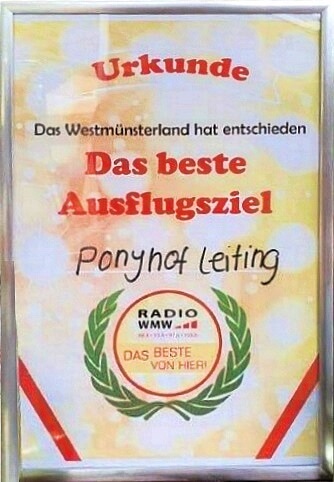 Urkunde
Das Westmünsterland hat entschieden
Das beste
Ausflugsziel
Ponyhof Leiting
RADIO
WMW
DAS BESTE
VON HIER!